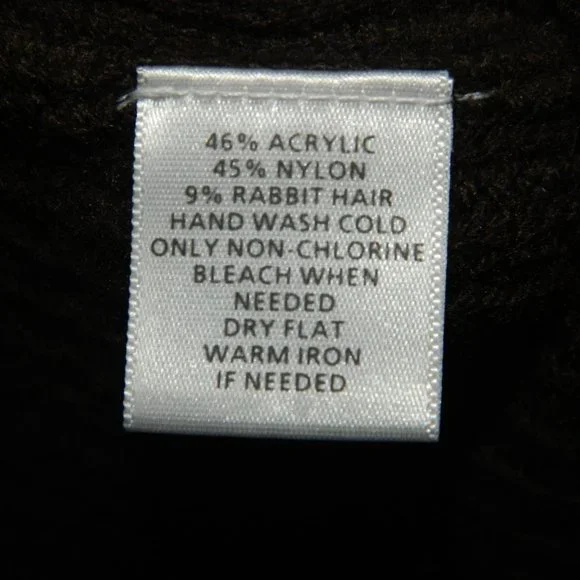 46% ACRYLIC
45% NYLON
9% RABBIT HAIR
HAND WASH COLD
ONLY NON-CHLORINE
BLEACH WHEN
NEEDED
DRY FLAT
WARM IRON
IF NEEDED